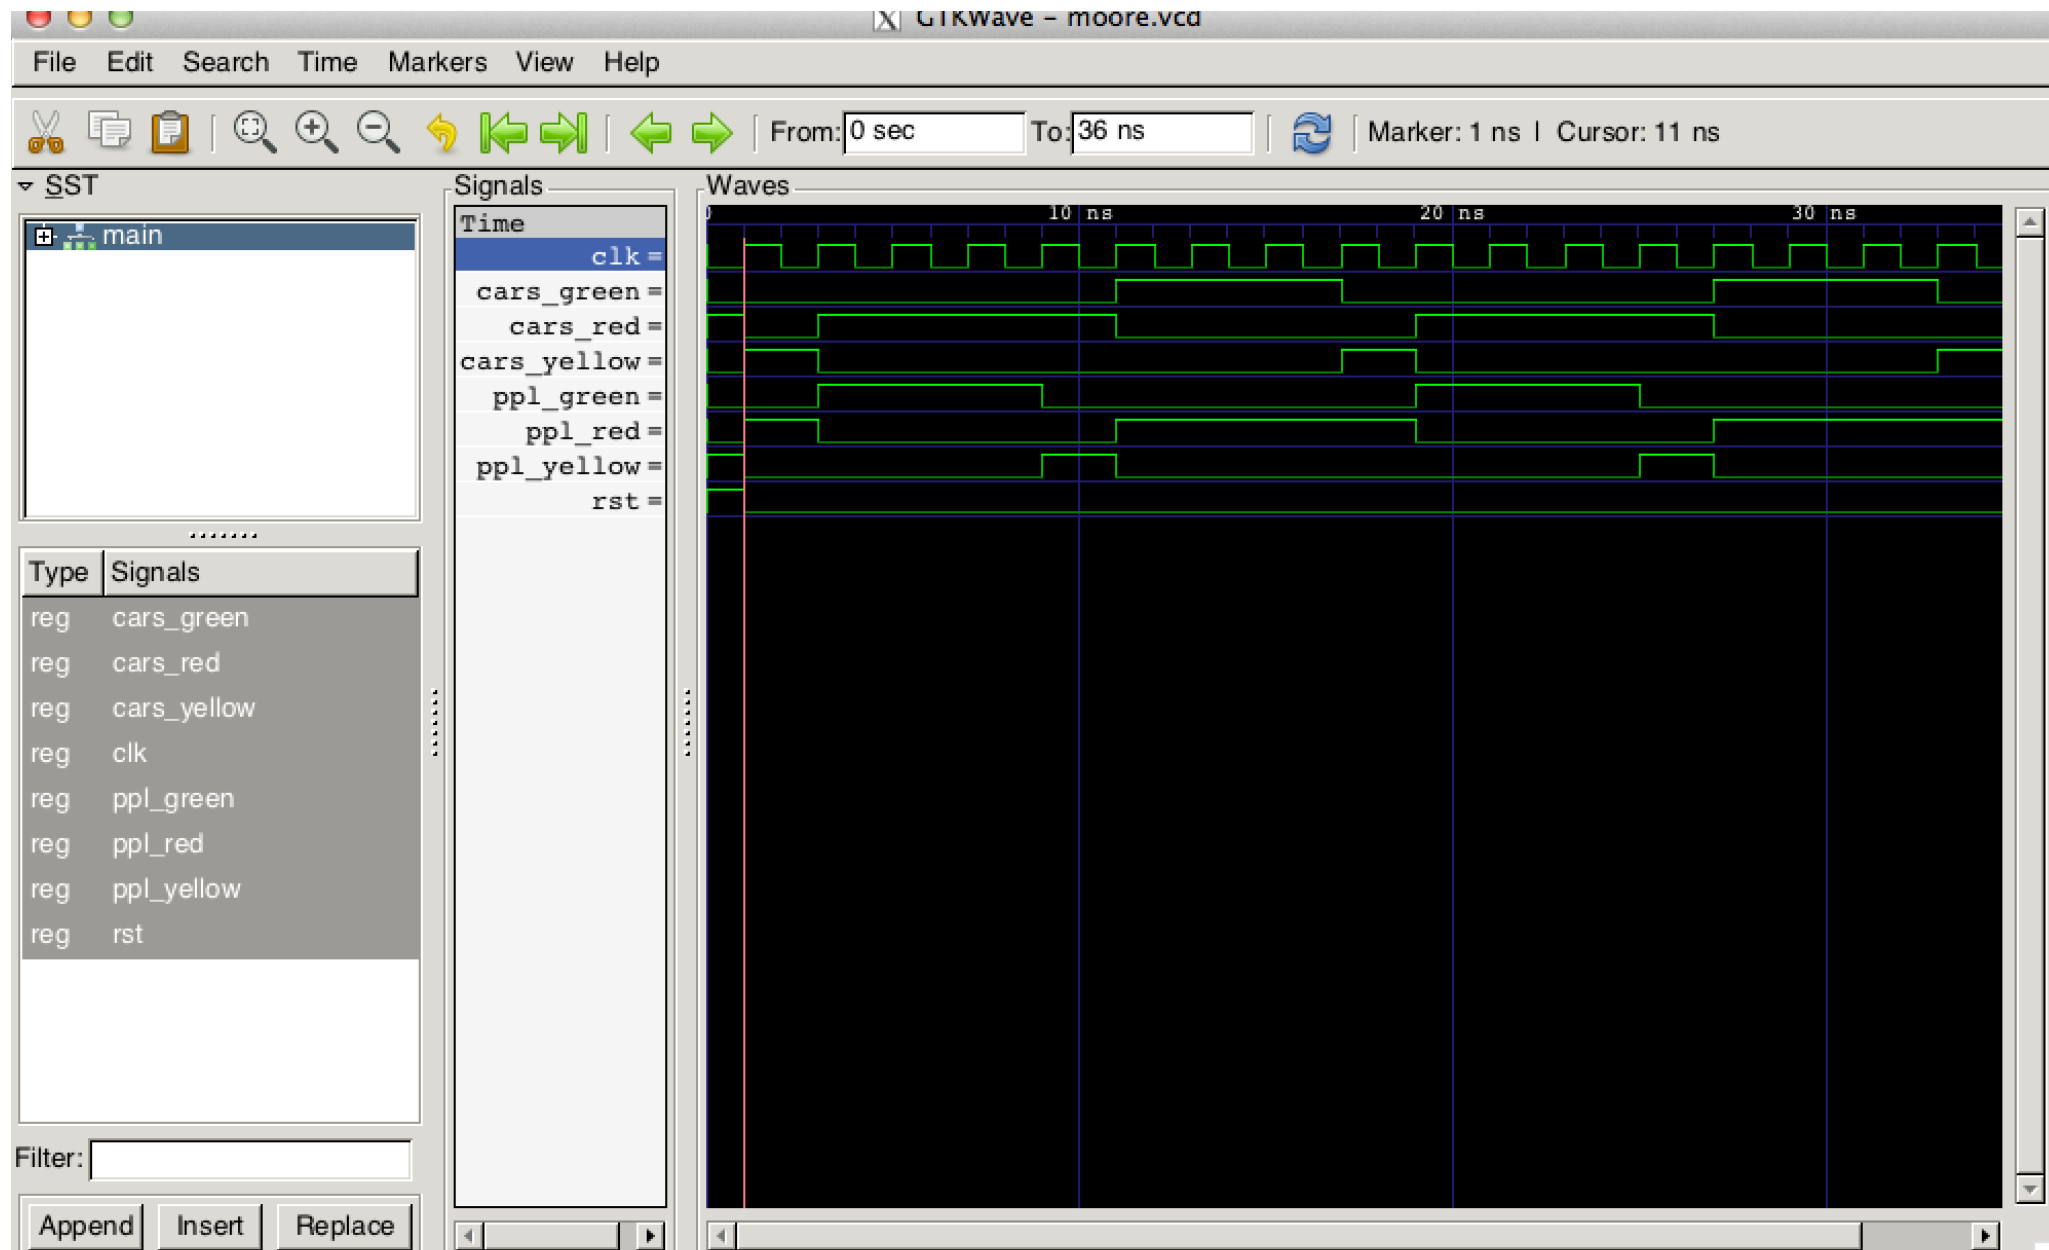 GTKWave – moore.vcd
File Edit Search Time Markers View Help
From: 0 sec To: 36 ns Marker: 1 ns | Cursor: 11 ns
SST
main
Type Signals
reg cars_green
reg cars_red
reg cars_yellow
reg clk
reg ppl_green
reg ppl_red
reg ppl_yellow
reg rst
Filter:
Append Insert Replace
Signals
Time
clk =
cars_green =
cars_red =
cars_yellow =
ppl_green =
ppl_red =
ppl_yellow =
rst =
Waves
0 10 ns 20 ns 30 ns